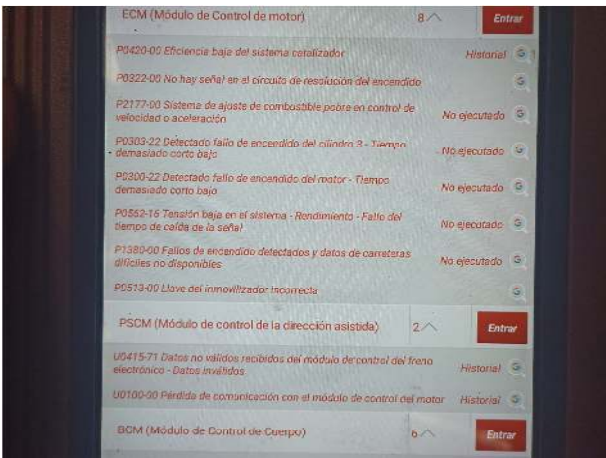 ECM (Módulo de Control de motor) 8 Entrar
P0420-00 Eficiencia baja del sistema catalizador Historial G
P0322-00 No hay señal en el circuito de resolución del encendido G
P2177-00 Sistema de ajuste de combustible pobre en control de
velocidad o aceleración No ejecutado G
P0303-22 Detectado fallo de encendido del cilindro 3 - Tiempo
demasiado corto bajo No ejecutado G
P0300-22 Detectado fallo de encendido del motor - Tiempo
demasiado corto bajo No ejecutado G
P0562-16 Tensión baja en el sistema - Rendimiento - Fallo del
tiempo de caída de la señal No ejecutado G
P1380-00 Fallos de encendido detectados y datos de carreteras
difíciles no disponibles No ejecutado G
P0513-00 Llave del inmovilizador incorrecta G
PSCM (Módulo de control de la dirección asistida) 2 Entrar
U0415-71 Datos no válidos recibidos del módulo de control del freno
electrónico - Datos inválidos Historial G
U0100-00 Pérdida de comunicación con el módulo de control del motor Historial G
BCM (Módulo de Control de Cuerpo) 6 Entrar